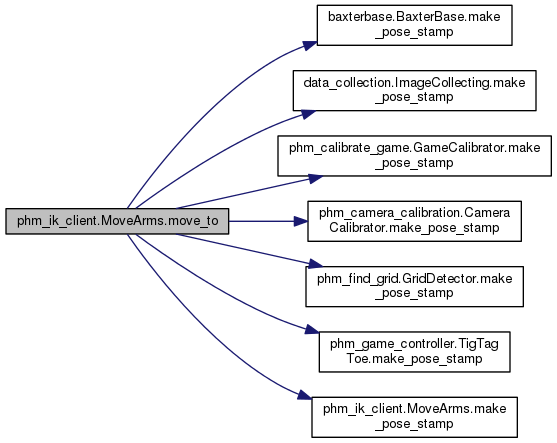 baxterbase.BaxterBase.make
_pose_stamp
data_collection.ImageCollecting.make
_pose_stamp
phm_calibrate_game.GameCalibrator.make
_pose_stamp
phm_ik_client.MoveArms.move_to
phm_camera_calibration.Camera
Calibrator.make_pose_stamp
phm_find_grid.GridDetector.make
_pose_stamp
phm_game_controller.TigTag
Toe.make_pose_stamp
phm_ik_client.MoveArms.make
_pose_stamp